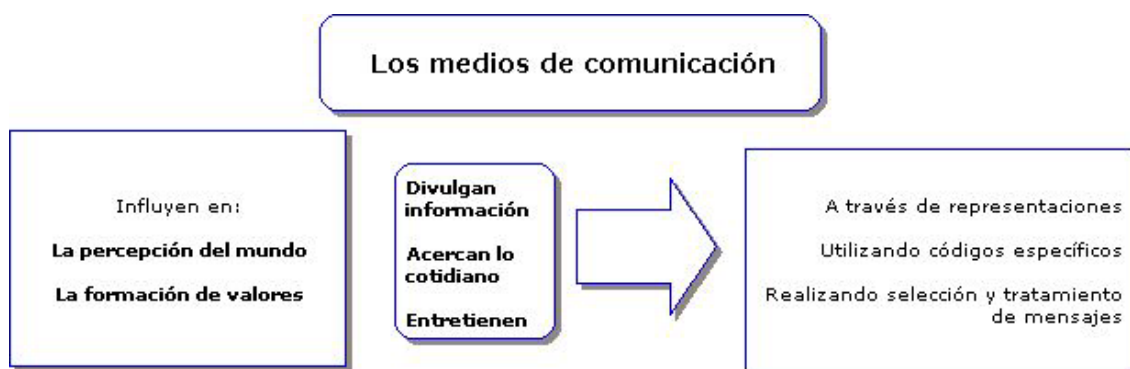 Los medios de comunicación
Influyen en:
La percepción del mundo
La formación de valores
Divulgan
información
Acercan lo
cotidiano
Entretienen
A través de representaciones
Utilizando códigos específicos
Realizando selección y tratamiento
de mensajes